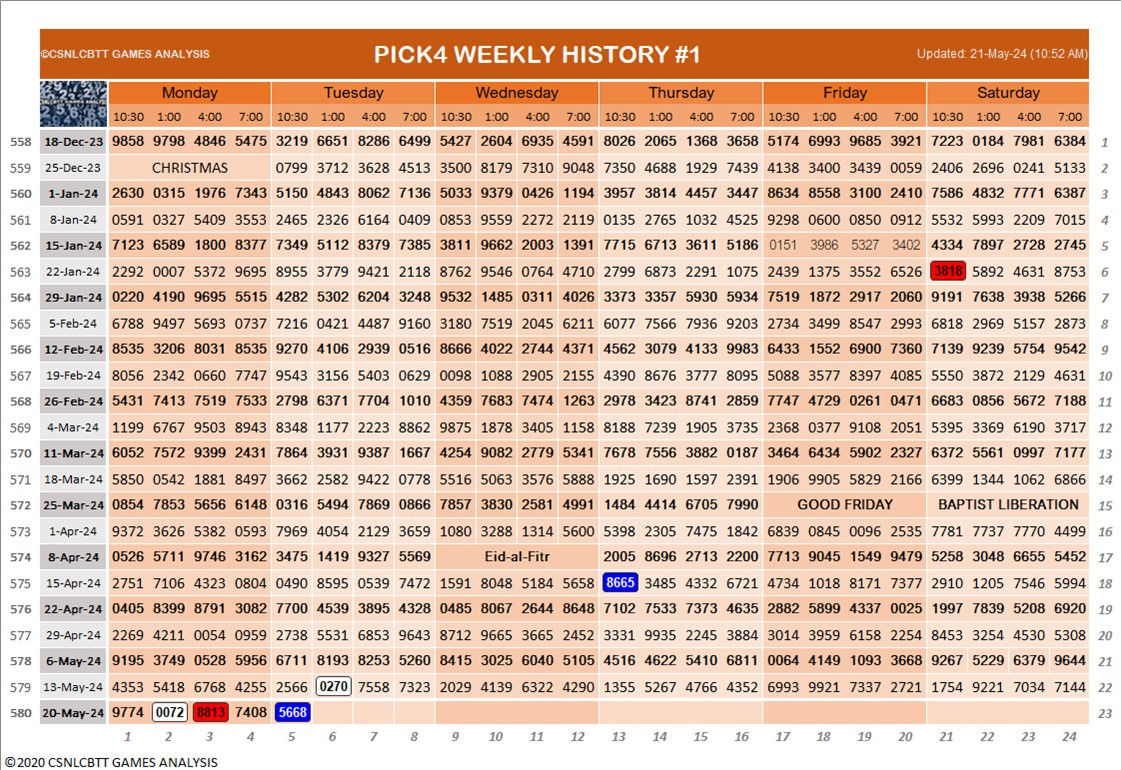 ©CSNLCBTT GAMES ANALYSIS PICK4 WEEKLY HISTORY #1 Updated: 21-May-24 (10:52 AM)
Monday Tuesday Wednesday Thursday Friday Saturday
10:30 1:00 4:00 7:00 10:30 1:00 4:00 7:00 10:30 10:00 11:00 12:00 10:30 1:00 4:00 7:00 10:30 1:00 4:00 7:00 10:30 1:00 4:00 7:00
558 18-Dec-23 9858 9798 4846 5475 3219 6651 8286 6499 5427 2604 6935 4591 8026 2065 1368 3658 5174 6993 9685 3921 7223 0184 7981 6384 1
559 25-Dec-23 CHRISTMAS 0799 3712 3628 4513 3500 8179 7310 9048 7350 4688 1929 7439 4138 3400 3439 0059 2406 2696 0241 5133 2
560 1-Jan-24 2630 0315 1976 7343 5150 4843 8062 7136 5033 9379 0426 1194 3957 3814 4457 3447 8634 8558 3100 2410 7586 4832 7771 6387 3
561 8-Jan-24 0591 0327 5409 3553 2465 2326 6164 0409 0853 9559 2272 2119 0135 2765 1032 4525 9298 0600 0850 0912 5532 5993 2209 7015 4
562 15-Jan-24 7123 6589 1800 8377 7349 5112 8379 7385 3811 9662 2003 1391 7715 6713 3611 5186 0151 3986 5327 3402 4334 7897 2728 2745 5
563 22-Jan-24 2292 0007 5372 9695 8955 3779 9421 2118 8762 9546 0764 4710 2799 6873 2291 1075 2439 1375 3552 6526 3818 5892 4631 8753 6
564 29-Jan-24 0220 4190 9695 5515 4282 5302 6204 3248 9532 1485 0311 4026 3373 3357 5930 5934 7519 1872 2917 2060 9191 7638 3938 5266 7
565 5-Feb-24 6788 9497 5693 0737 7216 0421 4487 9160 3180 7519 2045 6211 6077 7566 7936 9203 2734 3499 8547 2993 6818 2969 5157 2873 8
566 12-Feb-24 8535 3206 8031 8535 9270 4106 2939 0516 8666 4022 2744 4371 4562 3079 4133 9983 6433 1552 6900 7360 7139 9239 5754 9542 9
567 19-Feb-24 8056 2342 0660 7747 9543 3156 5403 0629 0098 1088 2905 2155 4390 8676 3777 8095 5088 3577 8397 4085 5550 3872 2129 4631 10
568 26-Feb-24 5431 7413 7519 7533 2798 6371 7704 1010 4359 7683 7474 1263 2978 3423 8741 2859 7747 4729 0261 0471 6683 0856 5672 7188 11
569 4-Mar-24 1199 6767 9503 8943 8348 1177 2223 8862 9875 1878 3405 1158 8188 7239 1905 3735 2368 0377 9108 2051 5395 3369 6190 3717 12
570 11-Mar-24 6052 7572 9399 2431 7864 3931 9387 1667 4254 9082 2779 5341 7678 7556 3882 0187 3464 6434 5902 2327 6372 5561 0997 7177 13
571 18-Mar-24 5850 0542 1881 8497 3662 2582 9422 0778 5516 5063 3576 5888 1925 1690 1597 2391 1906 9905 5829 2166 6399 1344 1062 6866 14
572 25-Mar-24 0854 7853 5656 6148 0316 5494 7869 0866 7857 3830 2581 4991 1484 4414 6705 7990 GOOD FRIDAY BAPTIST LIBERATION 15
573 1-Apr-24 9372 3626 5382 0593 7969 4054 2129 3659 1080 3288 1314 5600 5398 2305 7475 1842 6839 0845 0096 2535 7781 7737 7770 4499 16
574 8-Apr-24 0526 5711 9746 3162 3475 1419 9327 5569 Eid-al-Fitr 2005 8696 2713 2200 7713 9045 1549 9479 5258 3048 6655 5452 17
575 15-Apr-24 2751 7106 4323 0804 0490 8595 0539 7472 1591 8048 5184 5658 8665 3485 4332 6721 4734 1018 8171 7377 2910 1205 7546 5994 18
576 22-Apr-24 0405 8399 8791 3082 7700 4539 3895 4328 0485 8067 2644 8648 7102 7533 7373 4635 2882 5899 4337 0025 1997 7839 5208 6920 19
577 29-Apr-24 2269 4211 0054 0959 2738 5531 6853 9643 8712 9665 3665 2452 3331 9935 2245 3884 3014 3959 6158 2254 8453 3254 4530 5308 20
578 6-May-24 9195 3749 0528 5956 6711 8193 8253 5260 8415 3025 6040 5105 4516 4622 5410 6811 0064 4149 1093 3668 9267 5229 6379 9644 21
579 13-May-24 4353 5418 6768 4255 2566 0270 7558 7323 2029 4139 6322 4290 1355 5267 4766 4352 6993 9921 7337 2721 1754 9221 7034 7144 22
580 20-May-24 9774 0072 8813 7408 5668 23
1 2 3 4 5 6 7 8 9 10 11 12 13 14 15 16 17 18 19 20 21 22 23 24
©2020 CSNLCBTT GAMES ANALYSIS